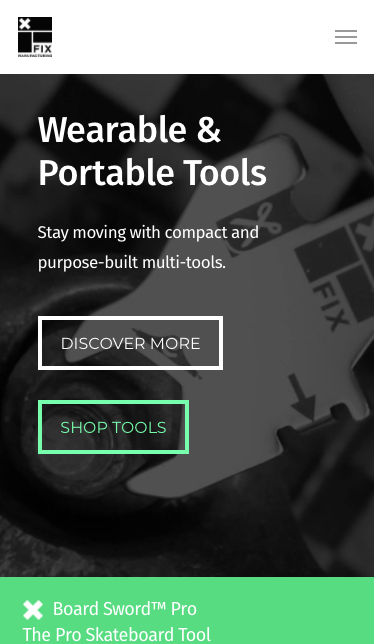 FIX
MANUFACTURING
Wearable &
Portable Tools
Stay moving with compact and
purpose-built multi-tools.
FIX
DISCOVER MORE
SHOP TOOLS
Board Sword™ Pro
The Pro Skateboard Tool